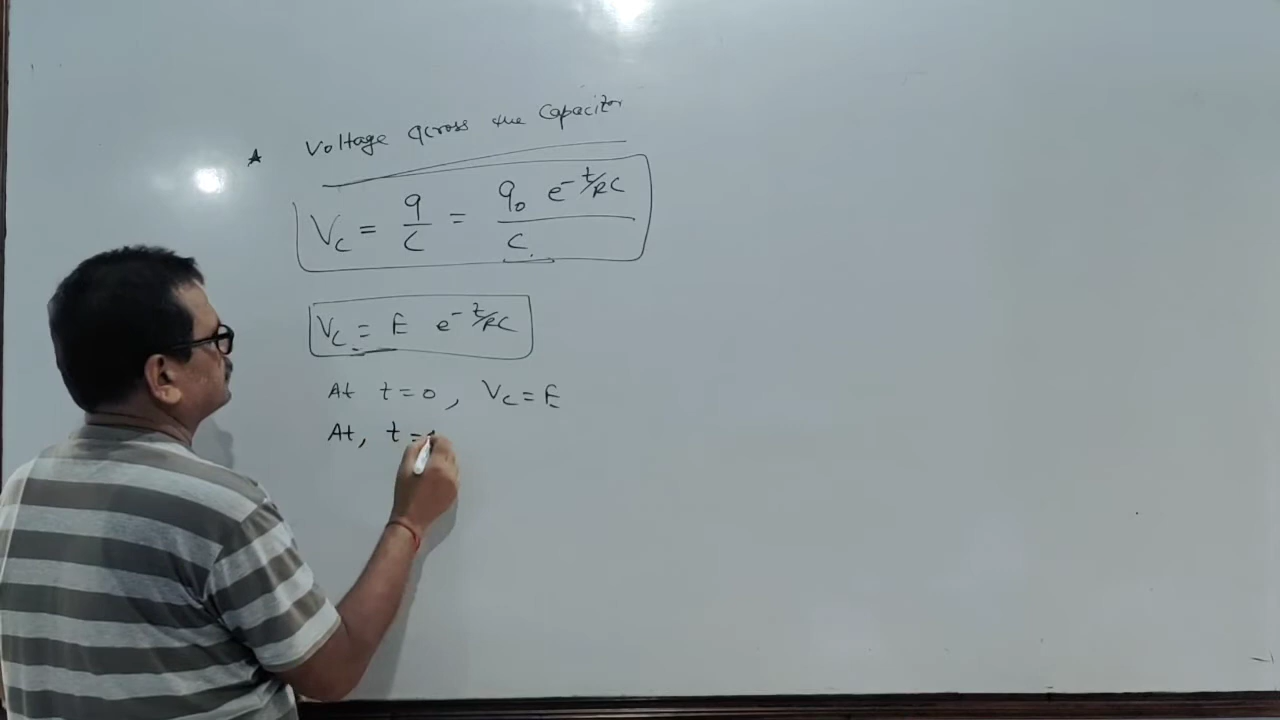 ★ Voltage across the Capacitor
V_C = q/C = q₀ e^(-t/RC)/C
V_C = E e^(-t/RC)
At t = 0, V_C = E
At, t =